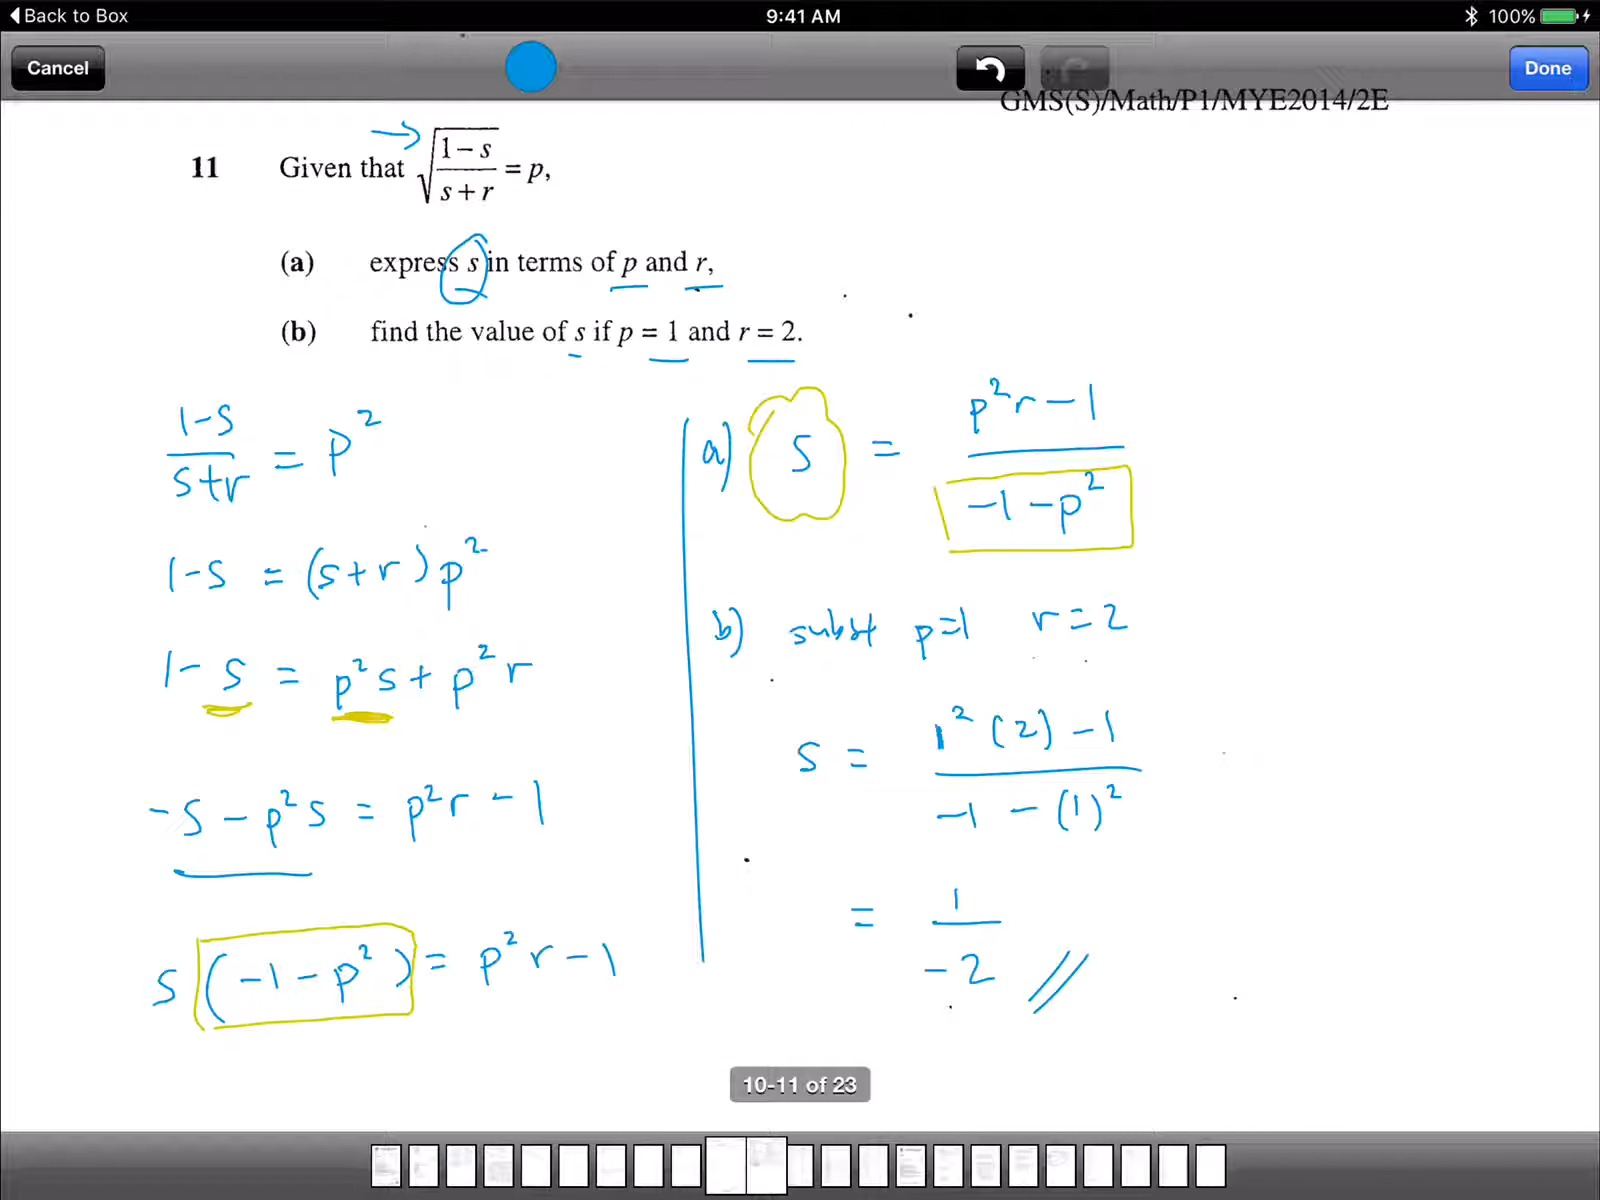 Back to Box 9:41 AM 100%
Cancel Done
GMS(S)/Math/P1/MYE2014/2E
11 Given that √((1 – s)/(s + r)) = p,
(a) express s in terms of p and r,
(b) find the value of s if p = 1 and r = 2.
(1-s)/(s+r) = p²
1-s = (s+r)p²
1-s = p²s + p²r
-s - p²s = p²r - 1
s(-1-p²) = p²r - 1
a) s = (p²r - 1)/(-1 - p²)
b) subst p=1 r=2
s = (1²(2) - 1)/(-1 - (1)²)
= 1/-2 //
10-11 of 23